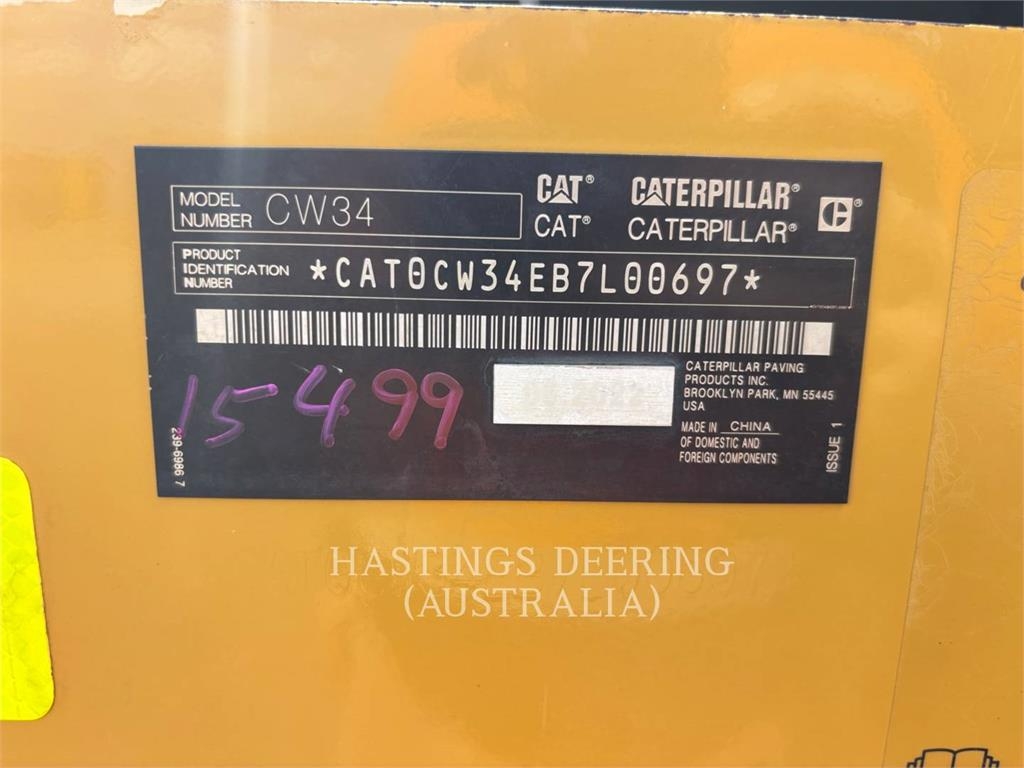 MODEL NUMBER CW34
CAT® CATERPILLAR®
CAT® CATERPILLAR®
PRODUCT
IDENTIFICATION
NUMBER
*CAT0CW34EB7L00697*
15499
CATERPILLAR PAVING
PRODUCTS INC.
BROOKLYN PARK, MN 55445
USA
MADE IN CHINA
OF DOMESTIC AND
FOREIGN COMPONENTS
ISSUE 1
239-6986 7
HASTINGS DEERING
(AUSTRALIA)